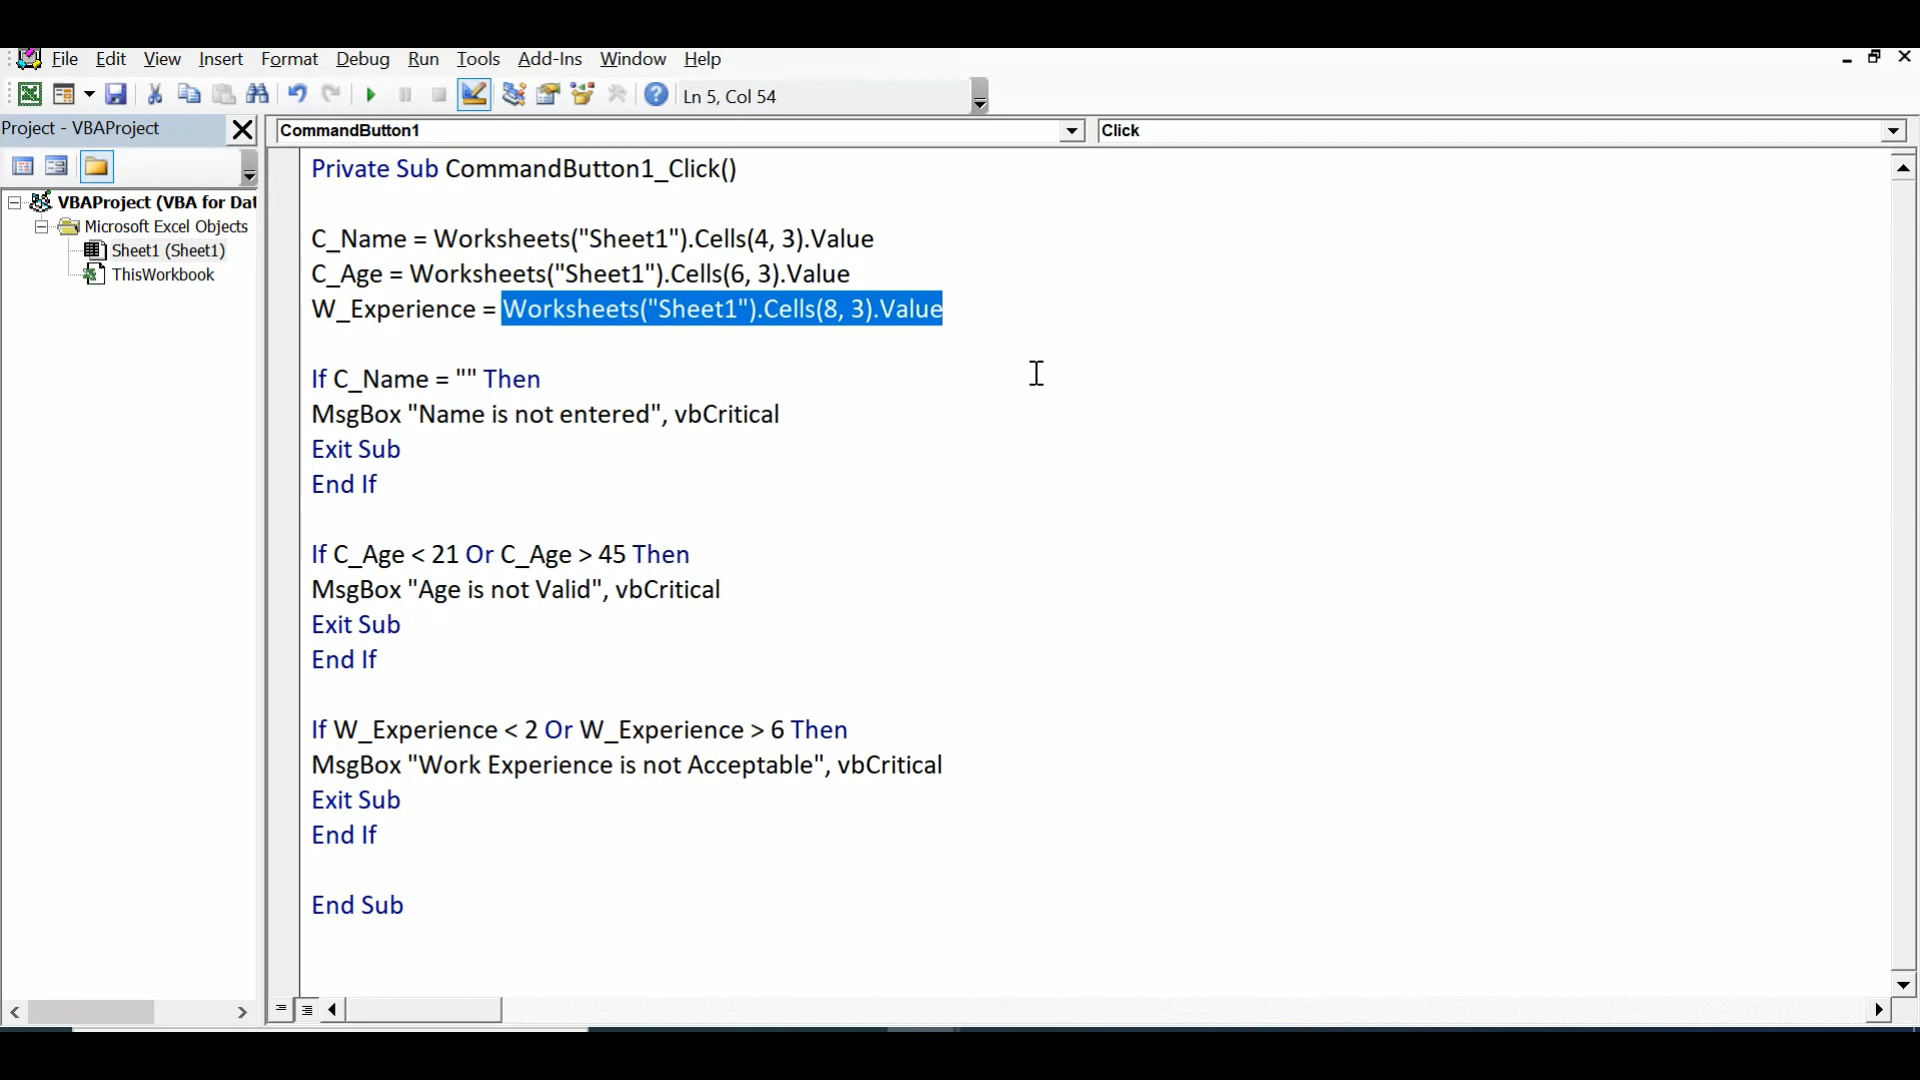 File Edit View Insert Format Debug Run Tools Add-Ins Window Help
Ln 5, Col 54
Project - VBAProject
CommandButton1
Click
VBAProject (VBA for Dat
Microsoft Excel Objects
Sheet1 (Sheet1)
ThisWorkbook
Private Sub CommandButton1_Click()
C_Name = Worksheets("Sheet1").Cells(4, 3).Value
C_Age = Worksheets("Sheet1").Cells(6, 3).Value
W_Experience = Worksheets("Sheet1").Cells(8, 3).Value
If C_Name = "" Then
MsgBox "Name is not entered", vbCritical
Exit Sub
End If
If C_Age < 21 Or C_Age > 45 Then
MsgBox "Age is not Valid", vbCritical
Exit Sub
End If
If W_Experience < 2 Or W_Experience > 6 Then
MsgBox "Work Experience is not Acceptable", vbCritical
Exit Sub
End If
End Sub